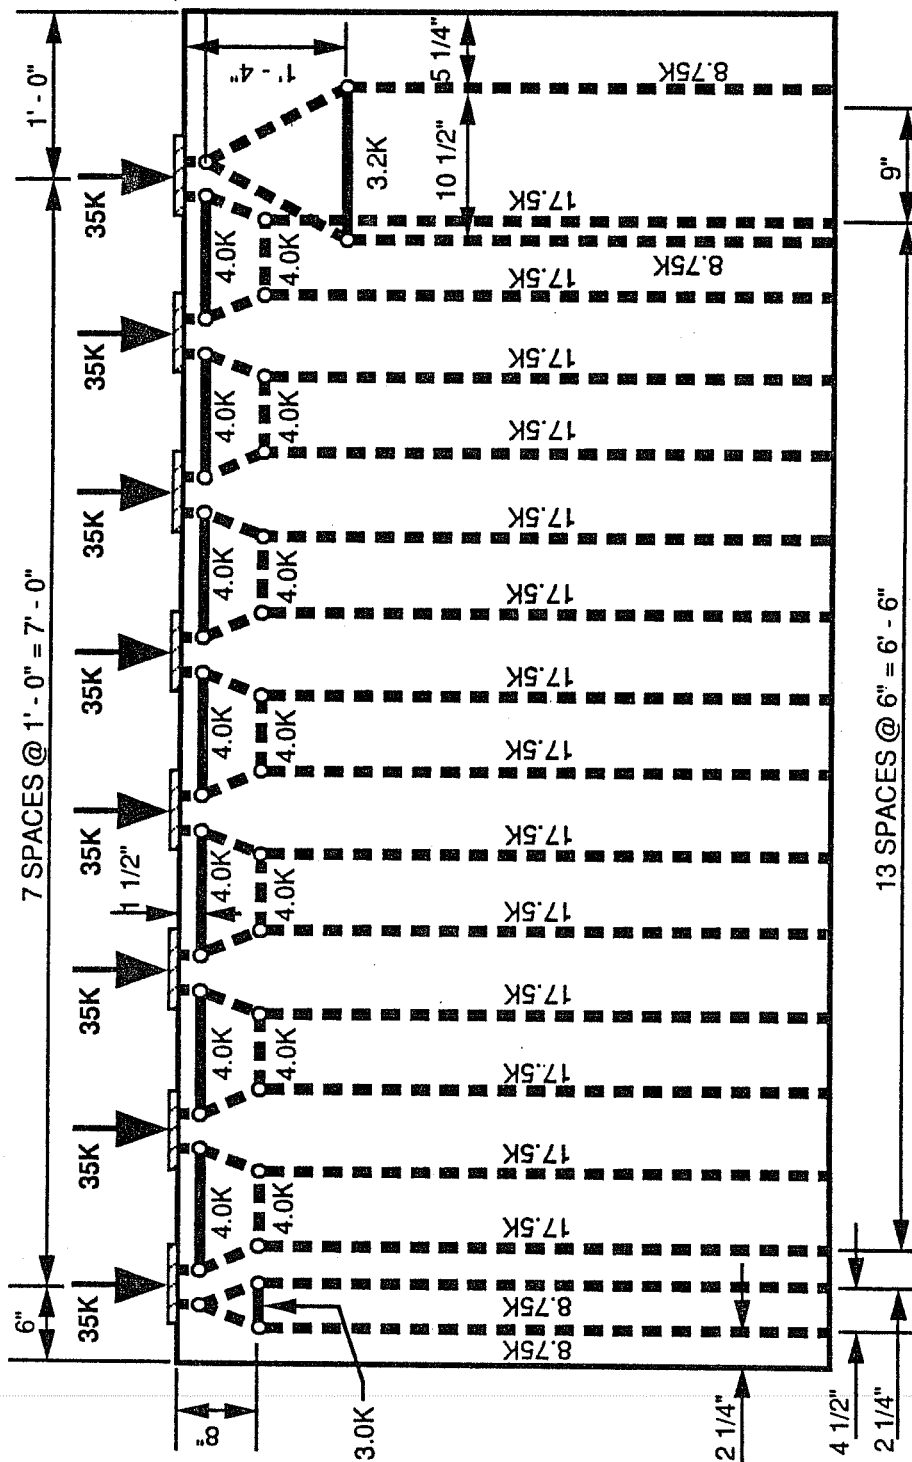 7 SPACES @ 1' - 0" = 7' - 0"
6"
1' - 0"
35K
35K
35K
35K
35K
35K
35K
35K
1 1/2"
8"
1' - 4"
4.0K
4.0K
4.0K
4.0K
4.0K
4.0K
4.0K
4.0K
4.0K
4.0K
4.0K
4.0K
4.0K
4.0K
3.0K
3.2K
10 1/2"
5 1/4"
8.75K
8.75K
17.5K
17.5K
17.5K
17.5K
17.5K
17.5K
17.5K
17.5K
17.5K
17.5K
17.5K
17.5K
17.5K
17.5K
8.75K
8.75K
2 1/4"
4 1/2"
2 1/4"
13 SPACES @ 6" = 6' - 6"
9"